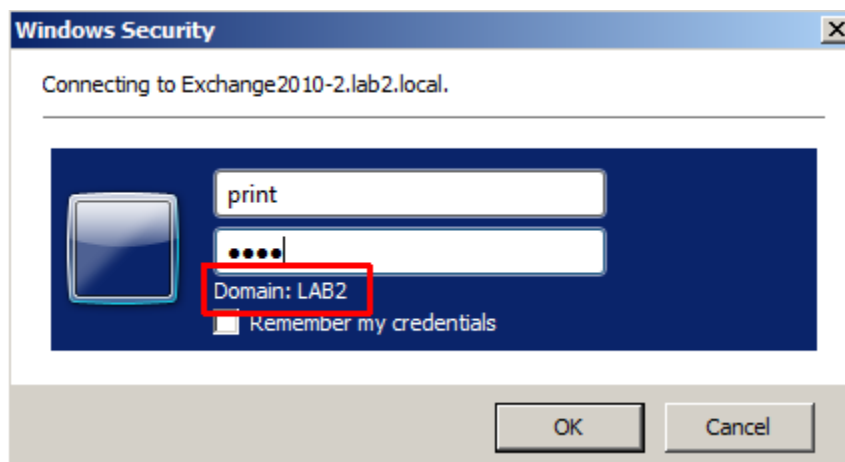 Windows Security
Connecting to Exchange2010-2.lab2.local.
print
••••
Domain: LAB2
Remember my credentials
OK
Cancel